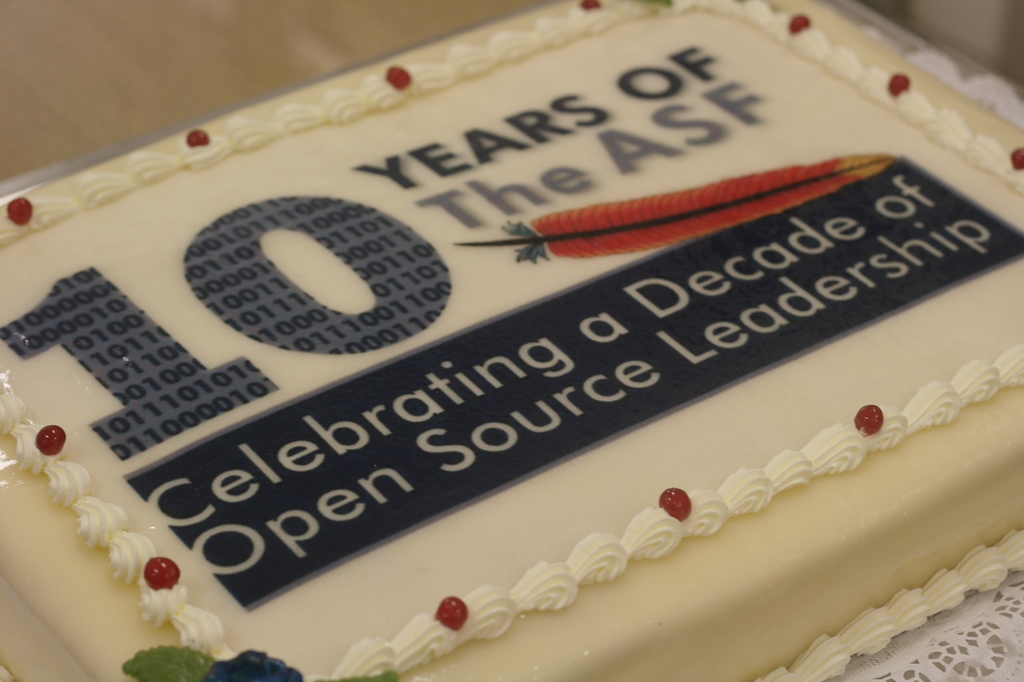 10 YEARS OF
The ASF
Celebrating a Decade of
Open Source Leadership